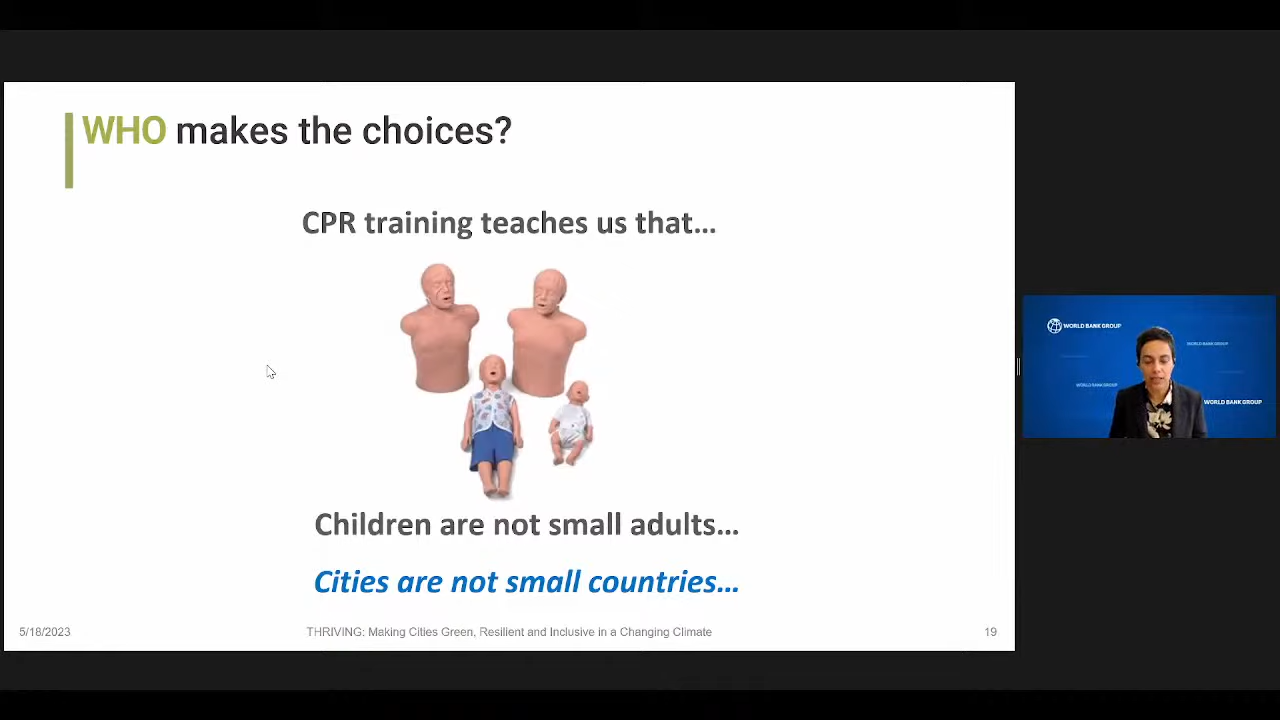 WHO makes the choices?
CPR training teaches us that...
Children are not small adults...
Cities are not small countries...
5/18/2023
THRIVING: Making Cities Green, Resilient and Inclusive in a Changing Climate
19
WORLD BANK GROUP
WORLD BANK GROUP
WORLD BANK GROUP
WORLD BANK GROUP